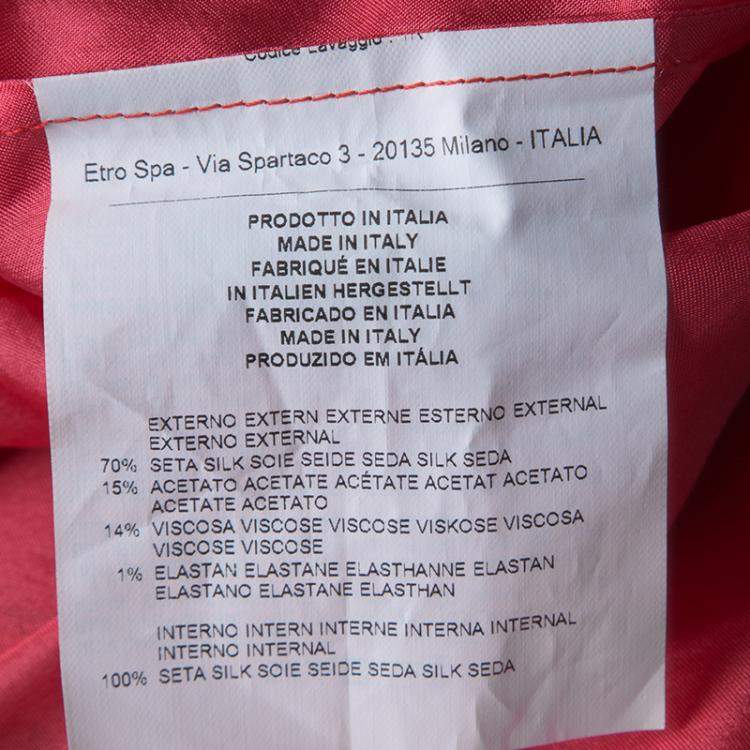 Codice Lavaggio :
Etro Spa - Via Spartaco 3 - 20135 Milano - ITALIA
PRODOTTO IN ITALIA
MADE IN ITALY
FABRIQUÉ EN ITALIE
IN ITALIEN HERGESTELLT
FABRICADO EN ITALIA
MADE IN ITALY
PRODUZIDO EM ITÁLIA
EXTERNO EXTERN EXTERNE ESTERNO EXTERNAL
EXTERNO EXTERNAL
70% SETA SILK SOIE SEIDE SEDA SILK SEDA
15% ACETATO ACETATE ACÉTATE ACETAT ACETATO
ACETATE ACETATO
14% VISCOSA VISCOSE VISCOSE VISKOSE VISCOSA
VISCOSE VISCOSE
1% ELASTAN ELASTANE ELASTHANNE ELASTAN
ELASTANO ELASTANE ELASTHAN
INTERNO INTERN INTERNE INTERNA INTERNAL
INTERNO INTERNAL
100% SETA SILK SOIE SEIDE SEDA SILK SEDA